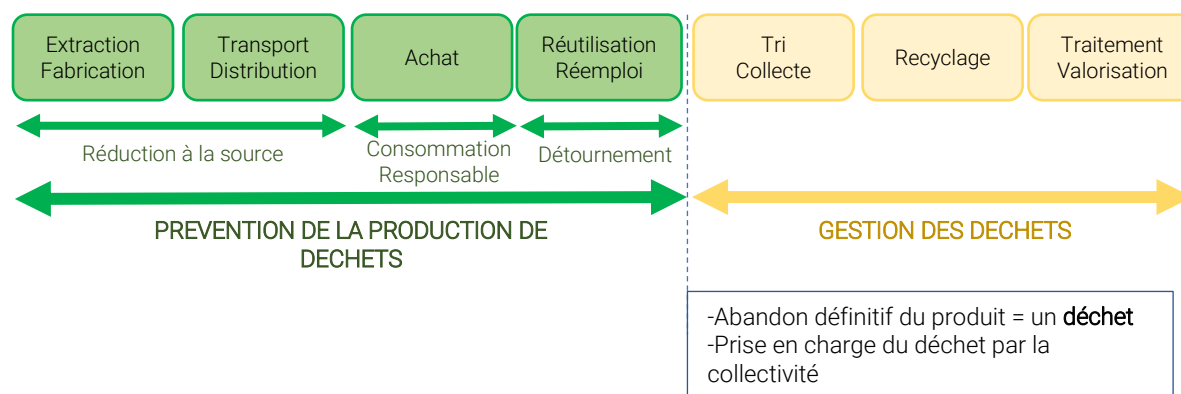 Extraction
Fabrication
Transport
Distribution
Achat
Réutilisation
Réemploi
Tri
Collecte
Recyclage
Traitement
Valorisation
Réduction à la source
Consommation
Responsable
Détournement
PREVENTION DE LA PRODUCTION DE
DECHETS
GESTION DES DECHETS
-Abandon définitif du produit = un déchet
-Prise en charge du déchet par la
collectivité